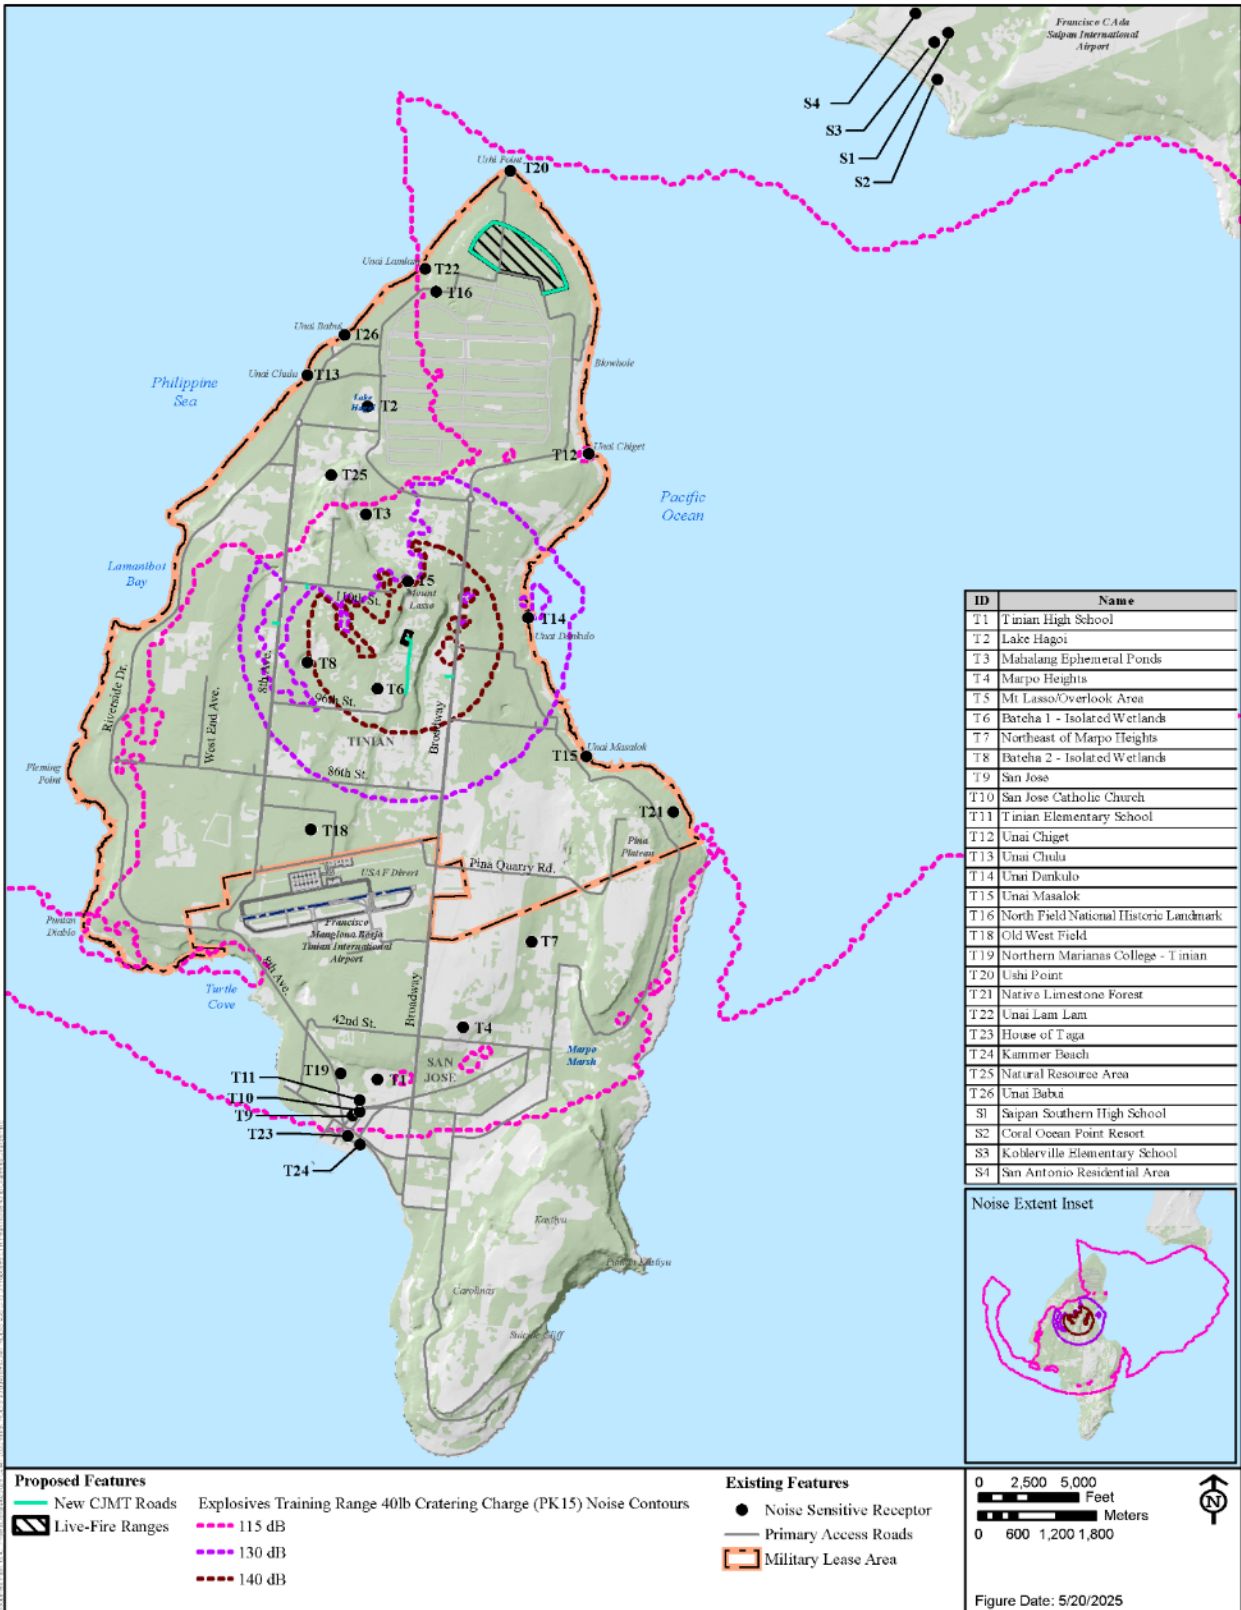 Francisco C Ada
Saipan International
Airport
S4
S3
S1
S2
Ushi Point
T20
Unai Lamlam
T22
T16
Unai Babui
T26
Unai Chulu
T13
Philippine
Sea
Lake
Hagoi
T2
Blowhole
Unai Chiget
T12
T25
Pacific
Ocean
T3
Lamanibot
Bay
T5
Mount
Lasso
110th St.
T14
Unai Dankulo
8th Ave.
T8
T6
96th St.
Riverside Dr.
West End Ave.
Broadway
TINIAN
Unai Masalok
T15
86th St.
Fleming
Point
T21
T18
Pina
Plateau
Pina Quarry Rd.
USAF Divert
Puntan
Diablo
Francisco
Manglona Borja
Tinian International
Airport
T7
8th Ave.
Turtle
Cove
Broadway
42nd St.
T4
Marpo
Marsh
SAN
JOSE
T19
T11
T1
T10
T9
T23
T24
Kastiyu
Puntan Kastiyu
Carolinas
Suicide Cliff
ID Name
T1 Tinian High School
T2 Lake Hagoi
T3 Mahalang Ephemeral Ponds
T4 Marpo Heights
T5 Mt Lasso/Overlook Area
T6 Bateha 1 - Isolated Wetlands
T7 Northeast of Marpo Heights
T8 Bateha 2 - Isolated Wetlands
T9 San Jose
T10 San Jose Catholic Church
T11 Tinian Elementary School
T12 Unai Chiget
T13 Unai Chulu
T14 Unai Dankulo
T15 Unai Masalok
T16 North Field National Historic Landmark
T18 Old West Field
T19 Northern Marianas College - Tinian
T20 Ushi Point
T21 Native Limestone Forest
T22 Unai Lam Lam
T23 House of Taga
T24 Kammer Beach
T25 Natural Resource Area
T26 Unai Babui
S1 Saipan Southern High School
S2 Coral Ocean Point Resort
S3 Koblerville Elementary School
S4 San Antonio Residential Area
Noise Extent Inset
Proposed Features
New CJMT Roads
Live-Fire Ranges
Explosives Training Range 40lb Cratering Charge (PK15) Noise Contours
115 dB
130 dB
140 dB
Existing Features
Noise Sensitive Receptor
Primary Access Roads
Military Lease Area
0 2,500 5,000
Feet
Meters
0 600 1,200 1,800
N
Figure Date: 5/20/2025